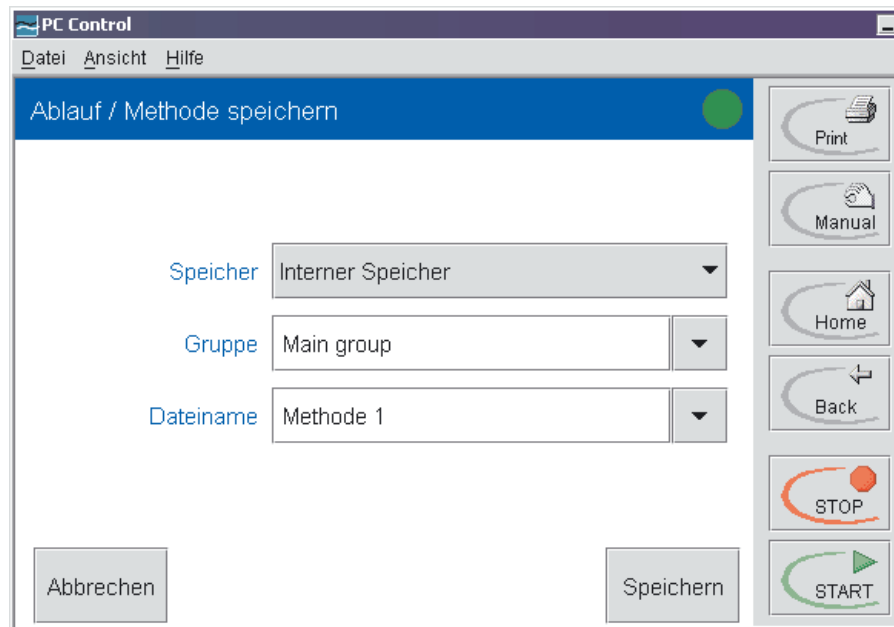 PC Control
Datei Ansicht Hilfe
Ablauf / Methode speichern
Speicher Interner Speicher
Gruppe Main group
Dateiname Methode 1
Abbrechen Speichern
Print
Manual
Home
Back
STOP
START